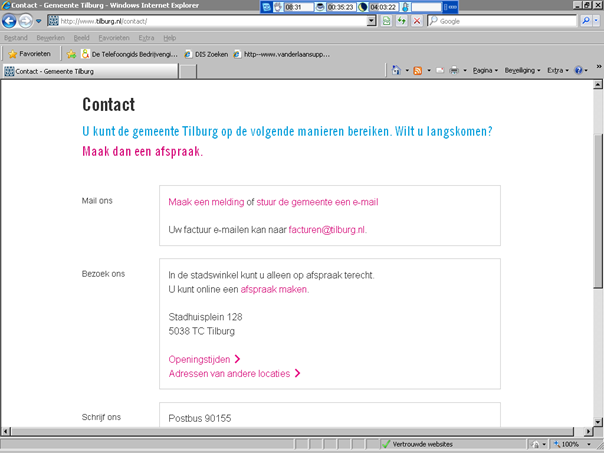 Contact - Gemeente Tilburg - Windows Internet Explorer
08:31
00:35:23
04:03:22
http://www.tilburg.nl/contact/
Google
Bestand Bewerken Beeld Favorieten Extra Help
Favorieten
De Telefoongids Bedrijvengi...
DIS Zoeken
http--www.vanderlaansupp...
Contact - Gemeente Tilburg
Pagina
Beveiliging
Extra
Contact
U kunt de gemeente Tilburg op de volgende manieren bereiken. Wilt u langskomen?
Maak dan een afspraak.
Mail ons
Maak een melding of stuur de gemeente een e-mail
Uw factuur e-mailen kan naar facturen@tilburg.nl.
Bezoek ons
In de stadswinkel kunt u alleen op afspraak terecht.
U kunt online een afspraak maken.
Stadhuisplein 128
5038 TC Tilburg
Openingstijden
Adressen van andere locaties
Schrijf ons
Postbus 90155
Vertrouwde websites
100%